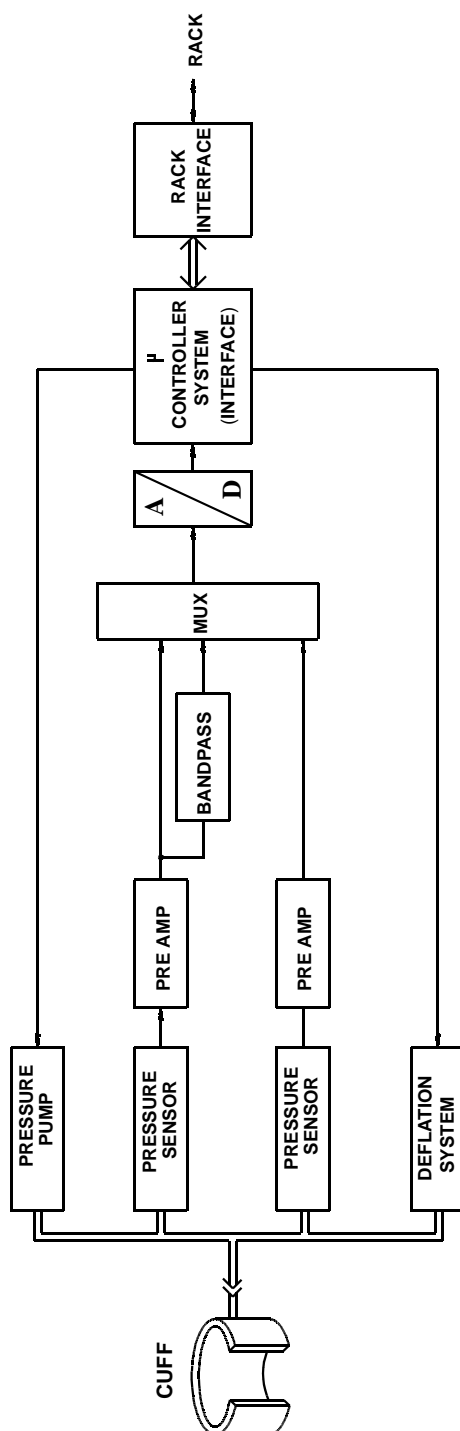 CUFF
PRESSURE
PUMP
PRESSURE
SENSOR
PRESSURE
SENSOR
DEFLATION
SYSTEM
PRE AMP
PRE AMP
BANDPASS
MUX
A
D
µ
CONTROLLER
SYSTEM
(INTERFACE)
RACK
INTERFACE
RACK